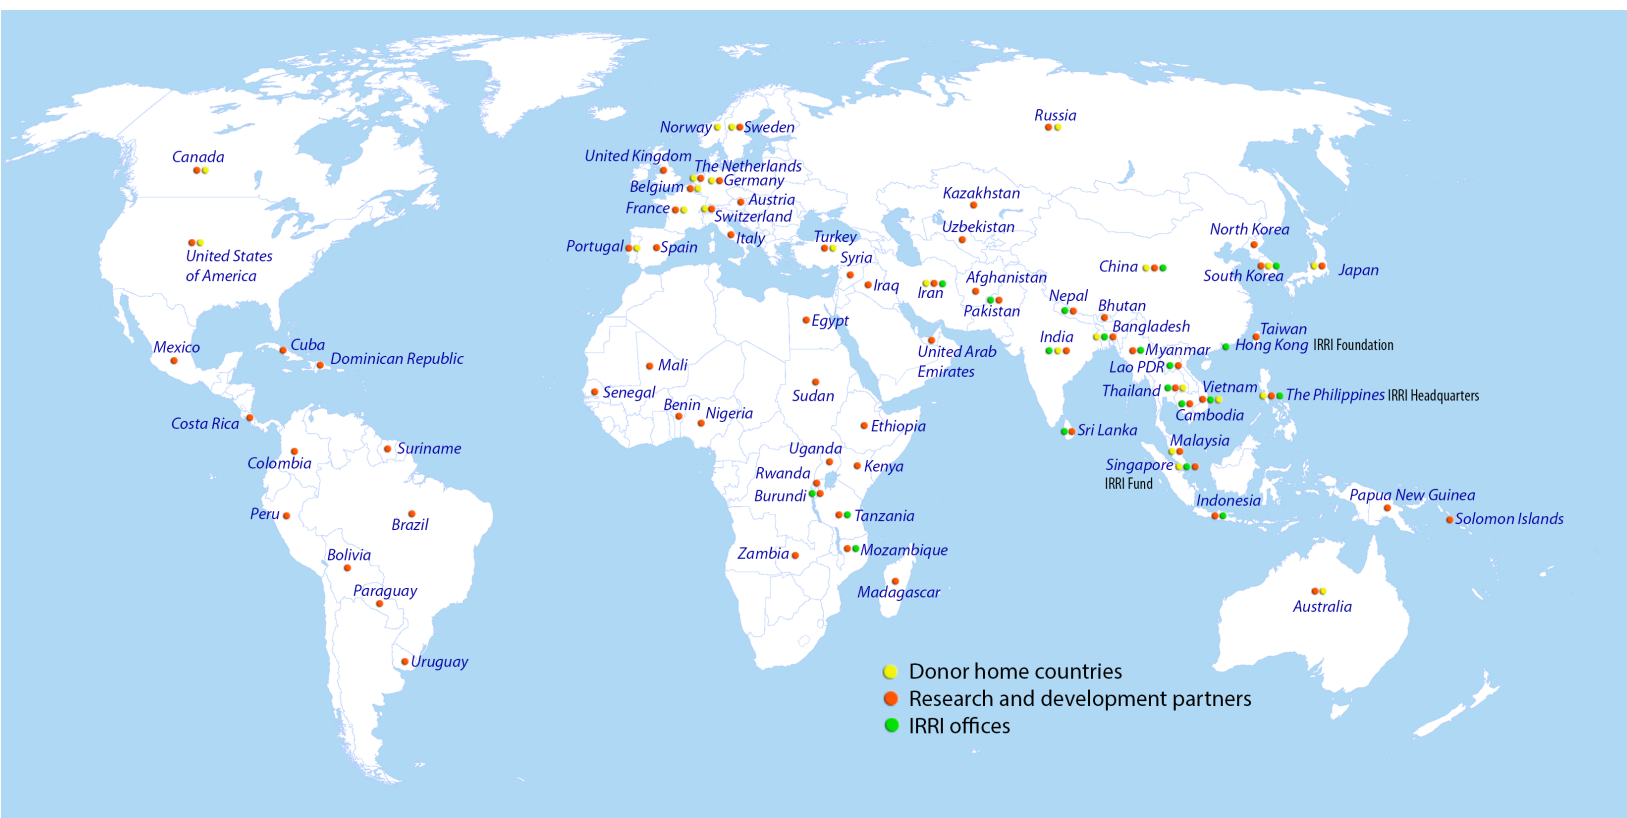 Russia
Norway
Sweden
United Kingdom
The Netherlands
Canada
Germany
Belgium
Kazakhstan
Austria
France
Switzerland
Uzbekistan
North Korea
Turkey
Italy
Portugal
Spain
United States
of America
Syria
China
South Korea
Japan
Afghanistan
Iraq
Iran
Nepal
Bhutan
Pakistan
Egypt
Bangladesh
Taiwan
India
Hong Kong IRRI Foundation
Mexico
Cuba
Dominican Republic
United Arab
Emirates
Myanmar
Mali
Lao PDR
Senegal
Sudan
Thailand
Vietnam
The Philippines IRRI Headquarters
Benin
Nigeria
Cambodia
Costa Rica
Ethiopia
Sri Lanka
Malaysia
Suriname
Uganda
Colombia
Kenya
Singapore
IRRI Fund
Rwanda
Burundi
Indonesia
Papua New Guinea
Peru
Brazil
Tanzania
Solomon Islands
Bolivia
Zambia
Mozambique
Paraguay
Madagascar
Australia
Uruguay
Donor home countries
Research and development partners
IRRI offices